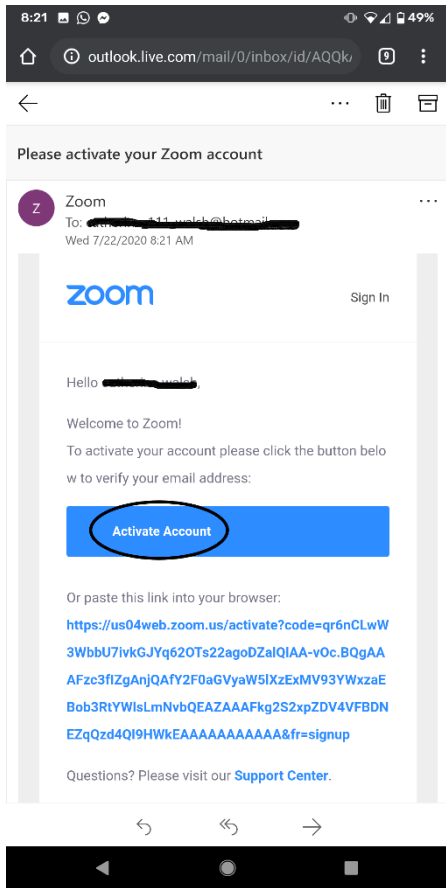 8:21 49%
outlook.live.com/mail/0/inbox/id/AQQk 9
Please activate your Zoom account
Z Zoom
To:
Wed 7/22/2020 8:21 AM
zoom Sign In
Hello ,
Welcome to Zoom!
To activate your account please click the button belo
w to verify your email address:
Activate Account
Or paste this link into your browser:
https://us04web.zoom.us/activate?code=qr6nCLwW
3WbbU7ivkGJYq62OTs22agoDZalQIAA-vOc.BQgAA
AFzc3fIZgAnjQAfY2F0aGVyaW5lXzExMV93YWxzaE
Bob3RtYWlsLmNvbQEAZAAAFkg2S2xpZDV4VFBDN
EZqQzd4Ql9HWkEAAAAAAAAAAA&fr=signup
Questions? Please visit our Support Center.